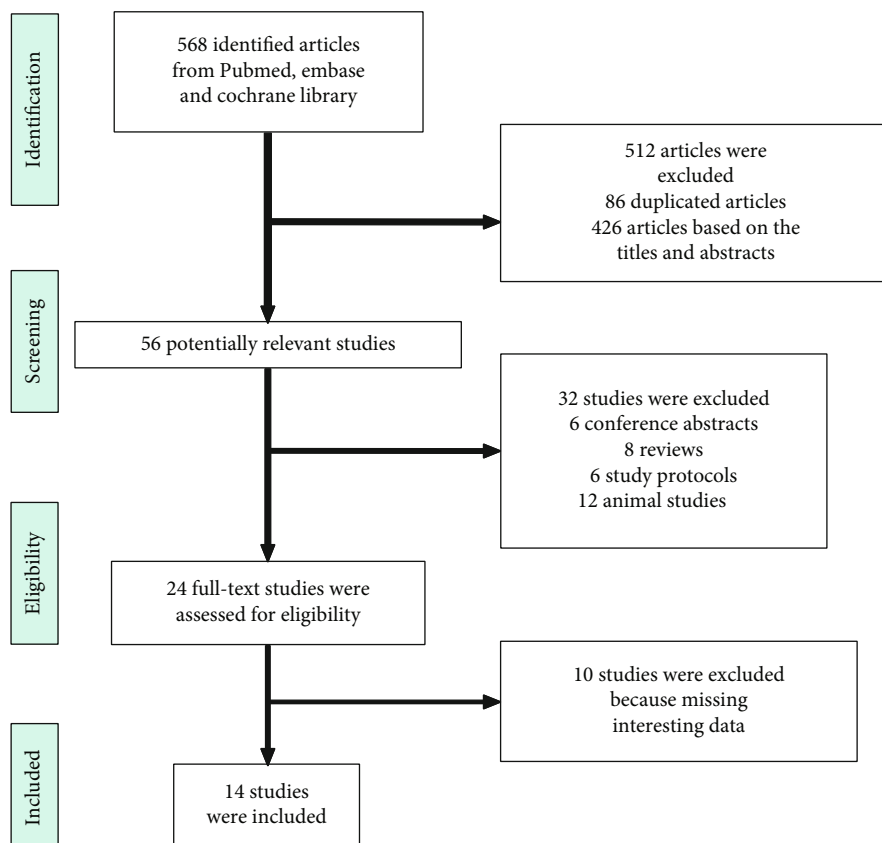 Identification
568 identified articles
from Pubmed, embase
and cochrane library
512 articles were
excluded
86 duplicated articles
426 articles based on the
titles and abstracts
Screening
56 potentially relevant studies
32 studies were excluded
6 conference abstracts
8 reviews
6 study protocols
12 animal studies
Eligibility
24 full-text studies were
assessed for eligibility
10 studies were excluded
because missing
interesting data
Included
14 studies
were included